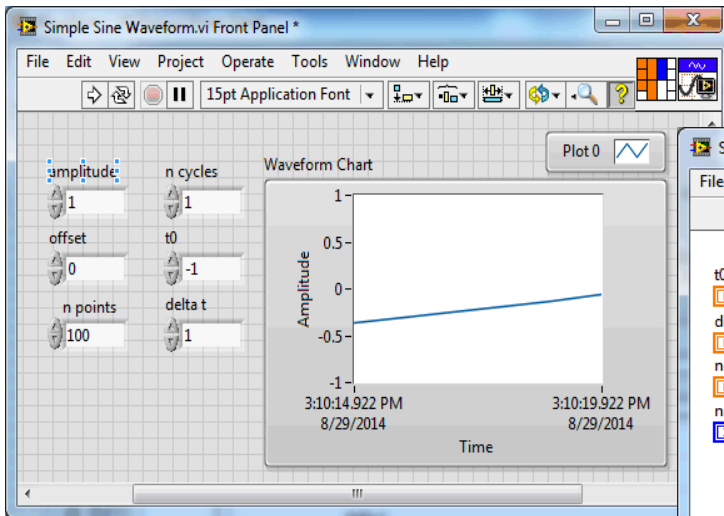 Simple Sine Waveform.vi Front Panel *
File Edit View Project Operate Tools Window Help
15pt Application Font
?
Plot 0
S
File
amplitude n cycles Waveform Chart
1 1
offset t0
0 -1
n points delta t
100 1
1
0.5
0
-0.5
-1
Amplitude
3:10:14.922 PM 3:10:19.922 PM
8/29/2014 8/29/2014
Time
t0
d
n
n